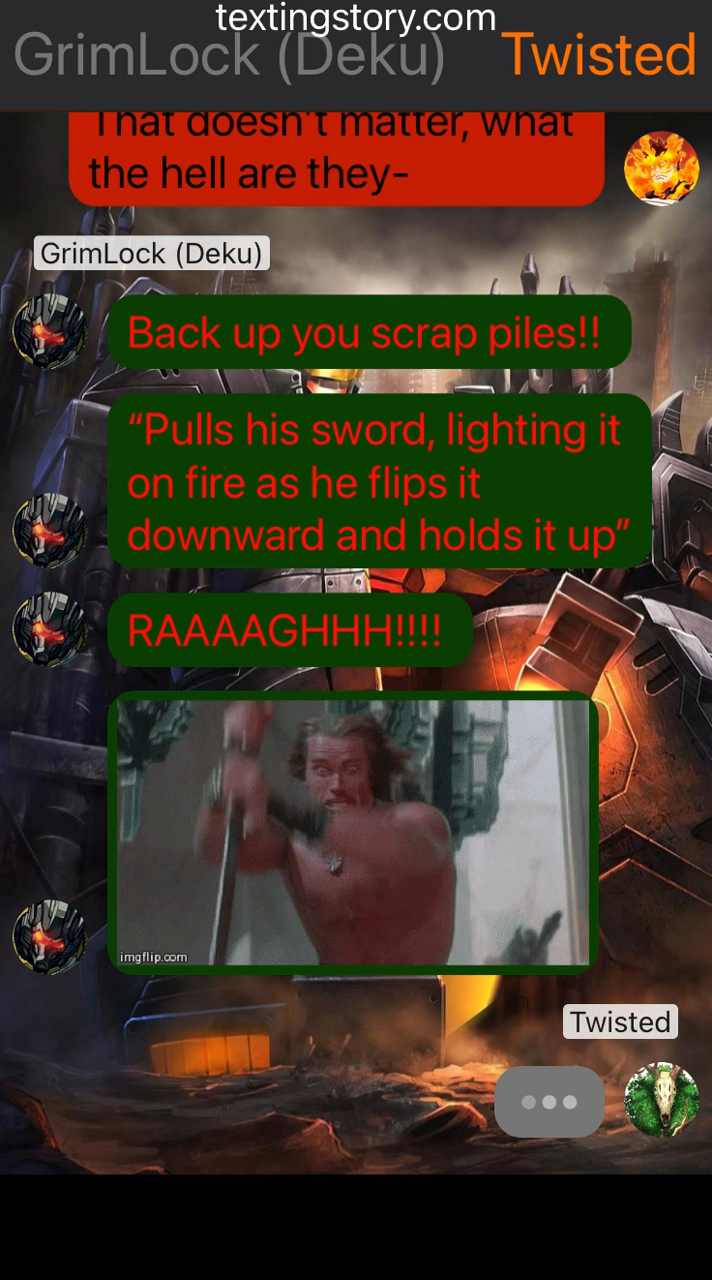 textingstory.com
GrimLock (Deku) Twisted
That doesn't matter, what
the hell are they-
GrimLock (Deku)
Back up you scrap piles!!
“Pulls his sword, lighting it
on fire as he flips it
downward and holds it up”
RAAAAGHHH!!!!
imgflip.com
Twisted